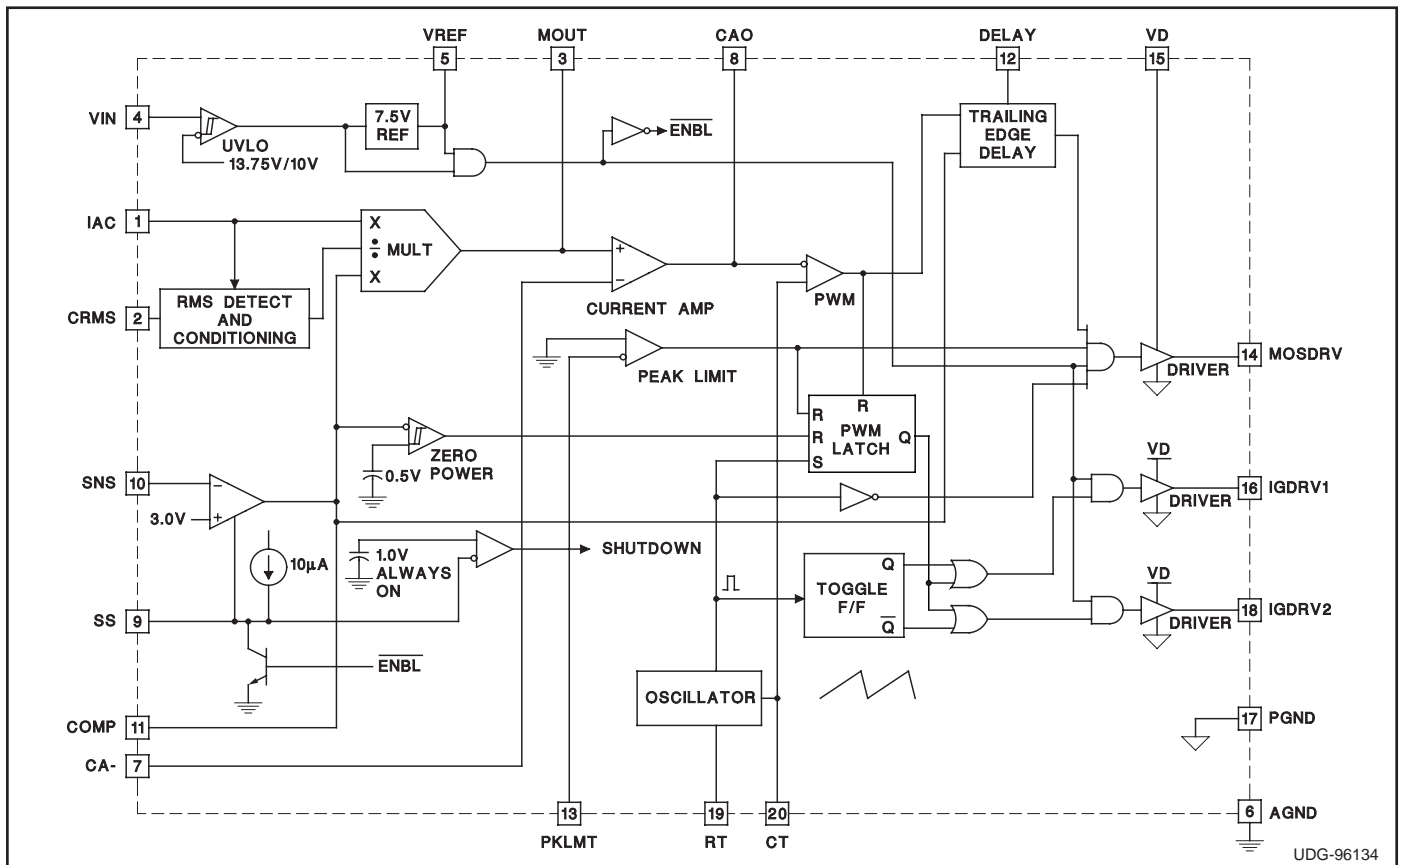 VREF
MOUT
CAO
DELAY
VD
5
3
8
12
15
VIN
4
7.5V
REF
ENBL
TRAILING
EDGE
DELAY
UVLO
13.75V/10V
IAC
1
X
÷ MULT
X
+
−
CURRENT AMP
PWM
CRMS
2
RMS DETECT
AND
CONDITIONING
PEAK LIMIT
14
MOSDRV
DRIVER
R
R
R
S
PWM
LATCH
Q
ZERO
POWER
0.5V
SNS
10
−
+
3.0V
VD
16
IGDRV1
DRIVER
10µA
1.0V
ALWAYS
ON
SHUTDOWN
SS
9
TOGGLE
F/F
Q
Q
VD
18
IGDRV2
DRIVER
ENBL
OSCILLATOR
COMP
11
CA-
7
17
PGND
13
19
20
6
AGND
PKLMT
RT
CT
UDG-96134